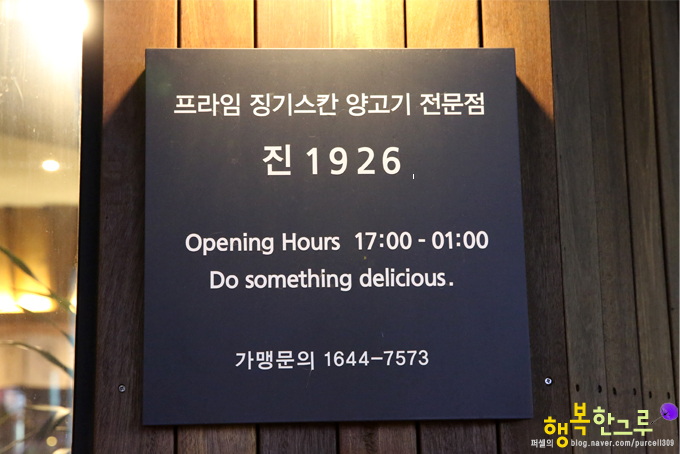 프라임 징기스칸 양고기 전문점
진 1926
Opening Hours 17:00 - 01:00
Do something delicious.
가맹문의 1644-7573
퍼셀의 행복한그루
blog.naver.com/purcell309